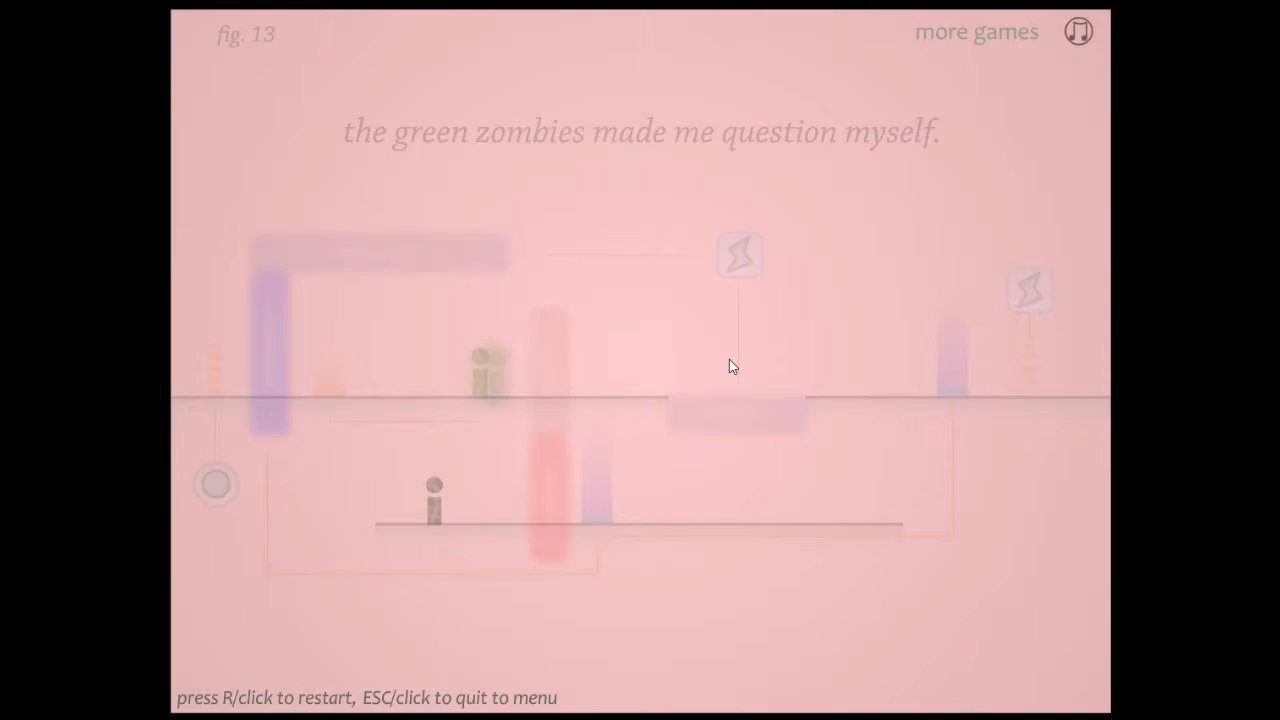 fig. 13
more games
the green zombies made me question myself.
press R/click to restart, ESC/click to quit to menu